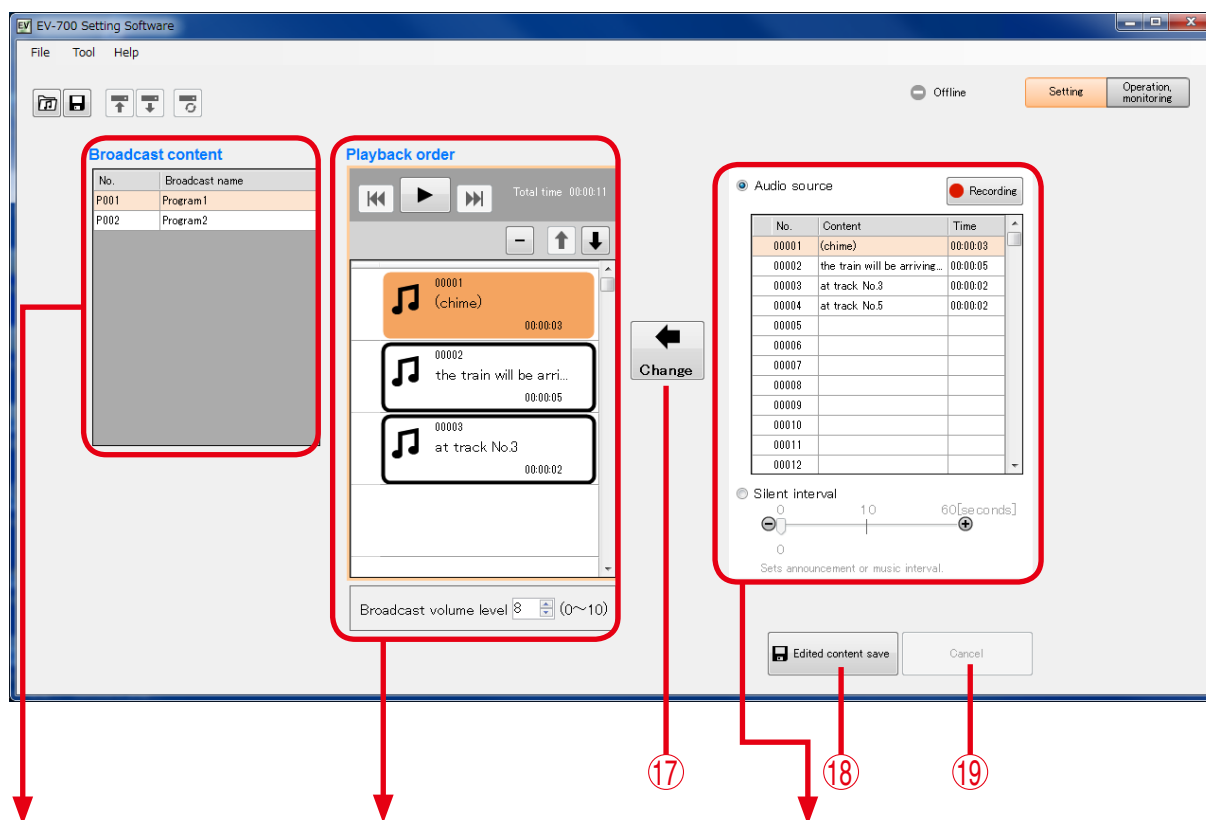 EV EV-700 Setting Software
File Tool Help
Offline
Setting
Operation,
monitoring
Broadcast content
No. Broadcast name
P001 Program1
P002 Program2
Playback order
Total time 00:00:11
00001
(chime)
00:00:03
00002
the train will be arri...
00:00:05
00003
at track No.3
00:00:02
Broadcast volume level 8 (0～10)
Change
Audio source
Recording
No. Content Time
00001 (chime) 00:00:03
00002 the train will be arriving... 00:00:05
00003 at track No.3 00:00:02
00004 at track No.5 00:00:02
00005
00006
00007
00008
00009
00010
00011
00012
Silent interval
0 10 60[seconds]
0
Sets announcement or music interval.
Edited content save
Cancel
⑰ ⑱ ⑲